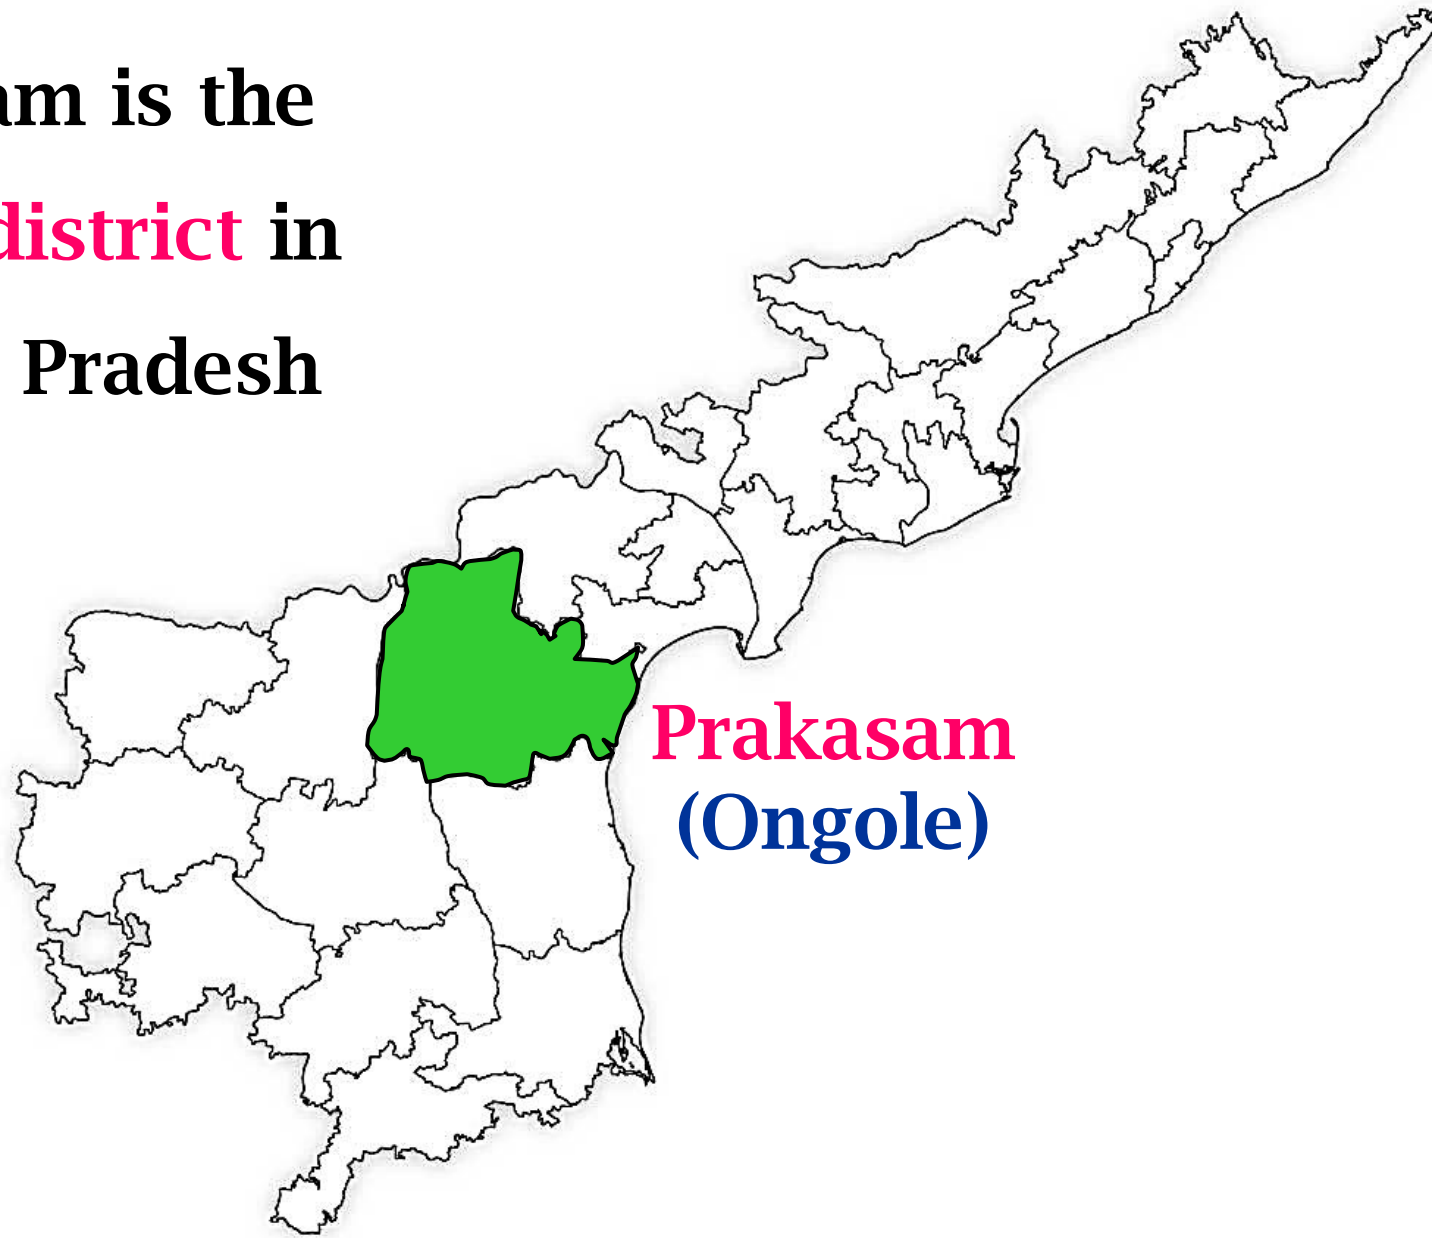 am is the
district in
Pradesh
Prakasam
(Ongole)